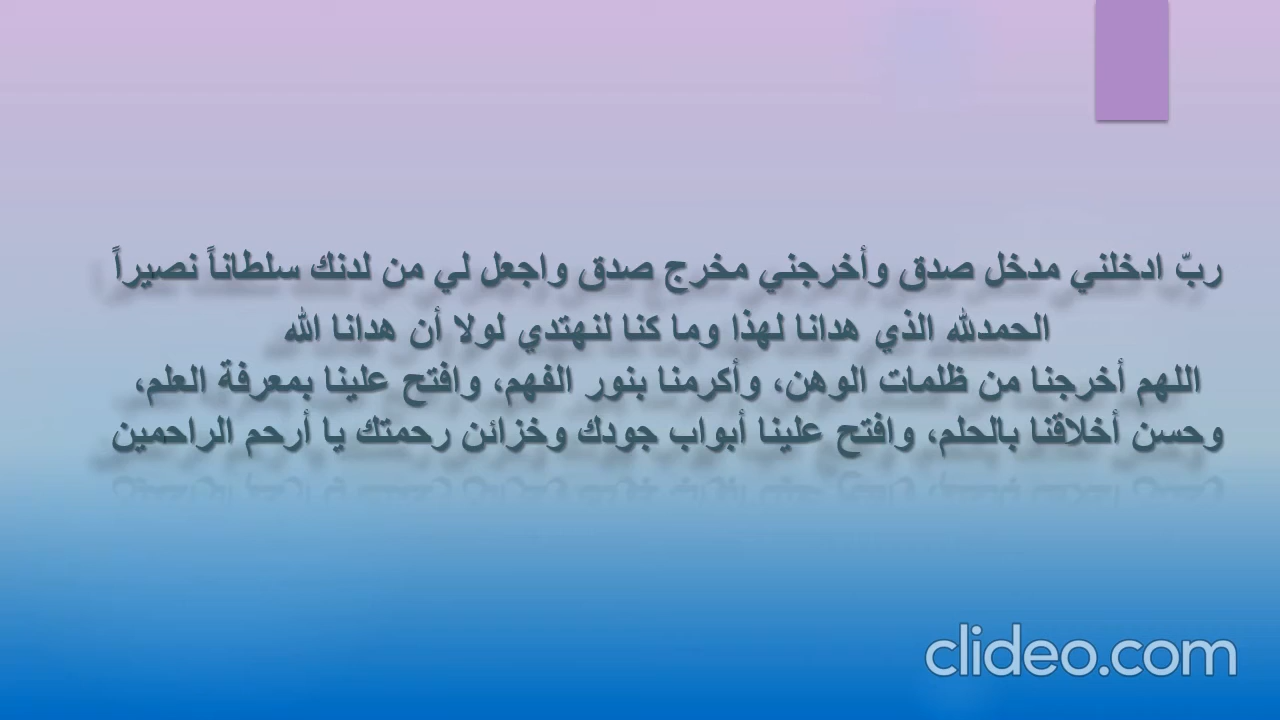 ربّ ادخلني مدخل صدق وأخرجني مخرج صدق واجعل لي من لدنك سلطاناً نصيراً
الحمدلله الذي هدانا لهذا وما كنا لنهتدي لولا أن هدانا الله
اللهم أخرجنا من ظلمات الوهن، وأكرمنا بنور الفهم، وافتح علينا بمعرفة العلم،
وحسن أخلاقنا بالحلم، وافتح علينا أبواب جودك وخزائن رحمتك يا أرحم الراحمين
clideo.com